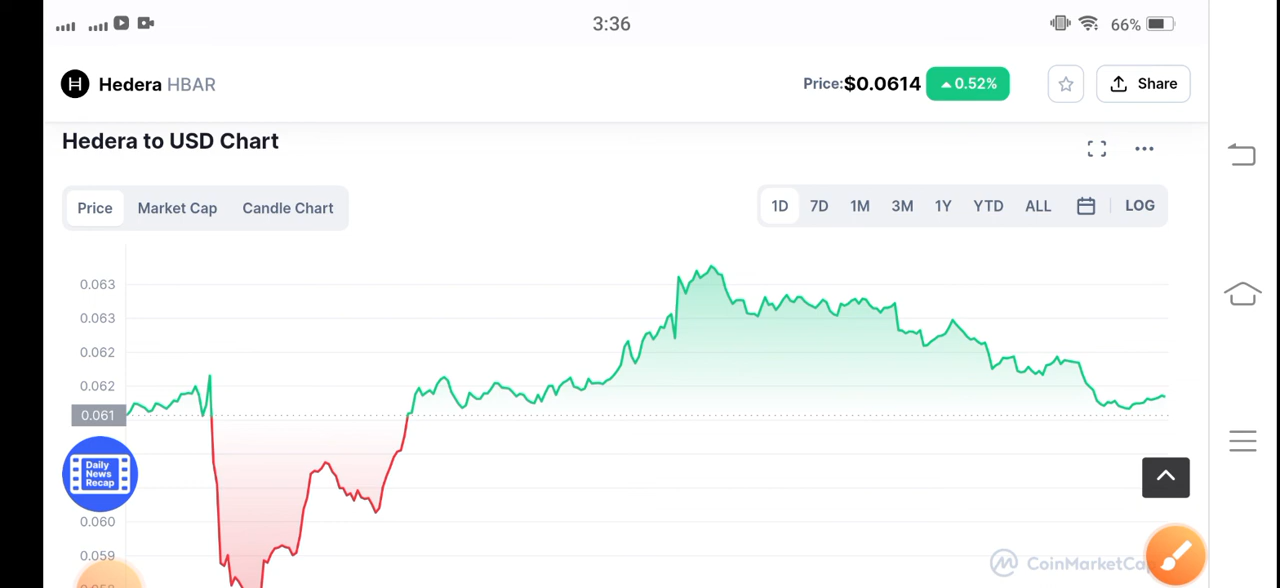 3:36
66%
Hedera HBAR
Price: $0.0614
0.52%
Share
Hedera to USD Chart
Price
Market Cap
Candle Chart
1D
7D
1M
3M
1Y
YTD
ALL
LOG
0.063
0.063
0.062
0.062
0.061
Daily
News
Recap
0.060
0.059
CoinMarketCa